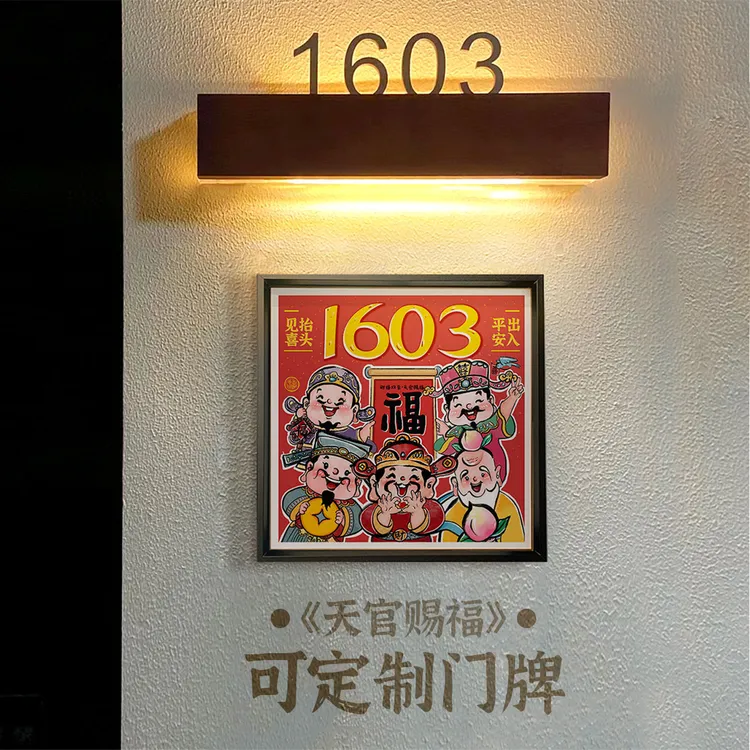 1603
见抬
喜头
1603
平出
安入
福
《天官赐福》
可定制门牌